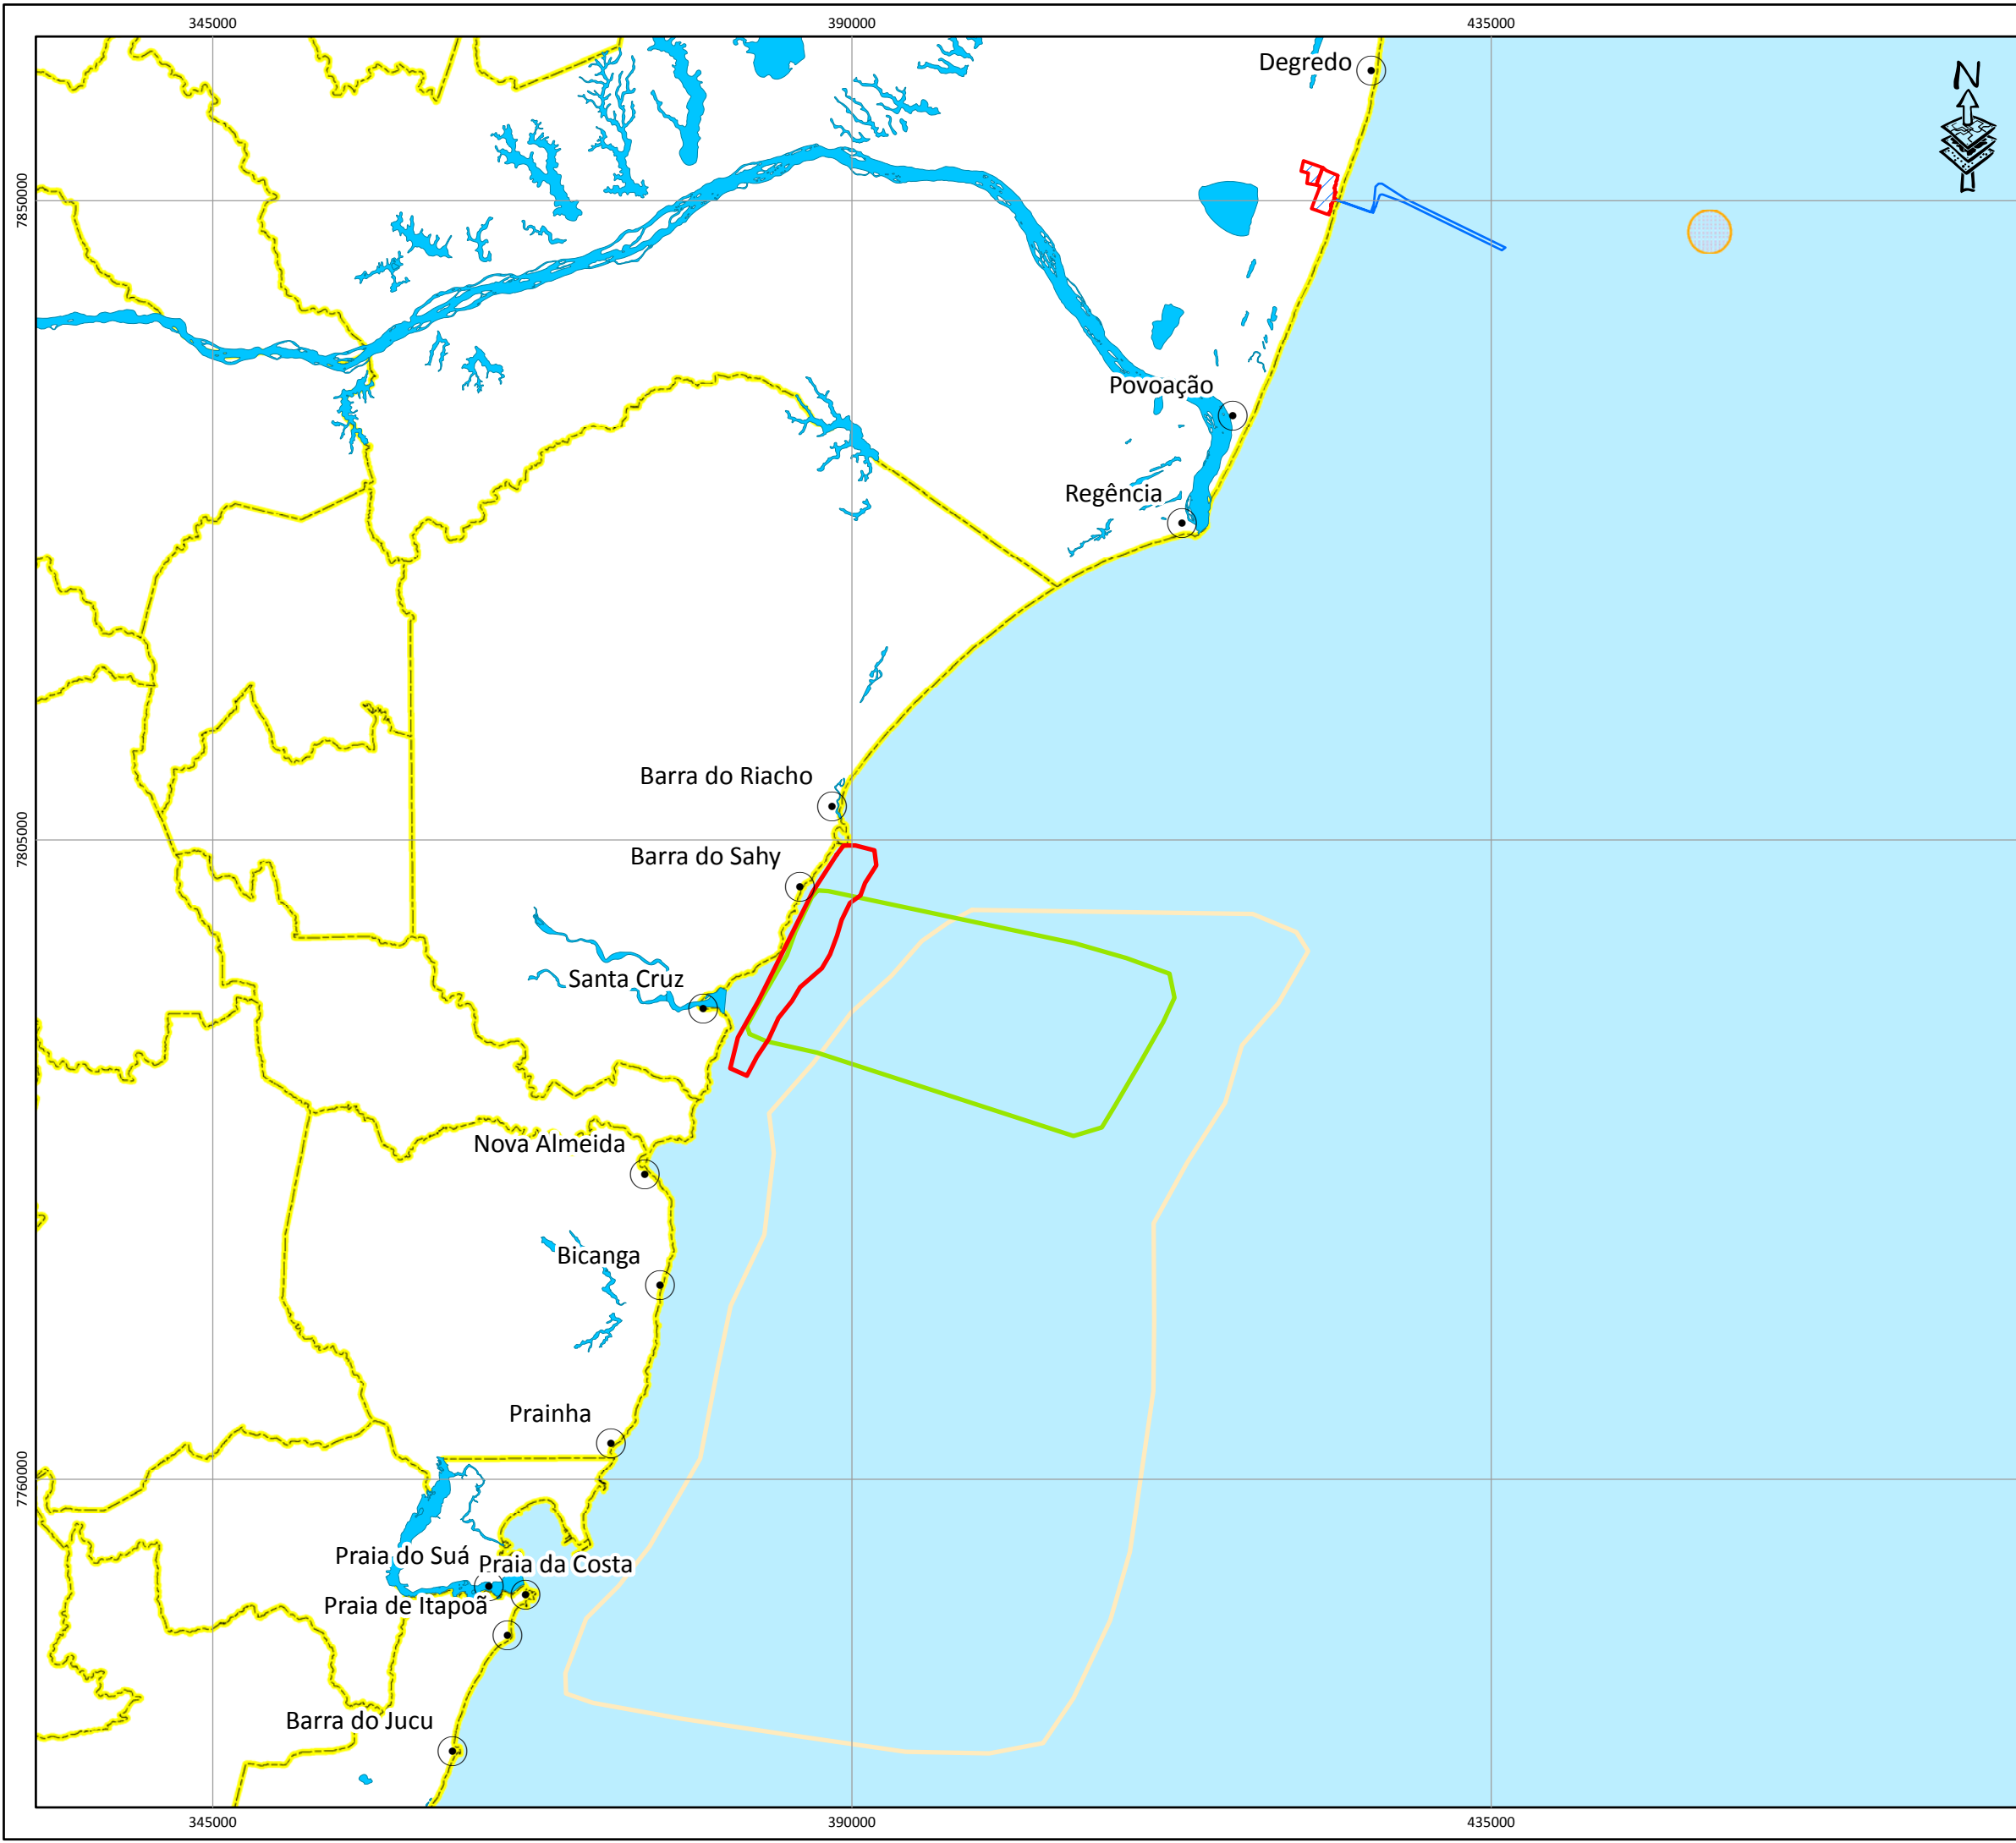 345000
390000
435000
N
Degredo
7850000
Povoação
Regência
Barra do Riacho
7805000
Barra do Sahy
Santa Cruz
Nova Almeida
Bicanga
Prainha
7760000
Praia do Suá
Praia da Costa
Praia de Itapoã
Barra do Jucu
345000
390000
435000